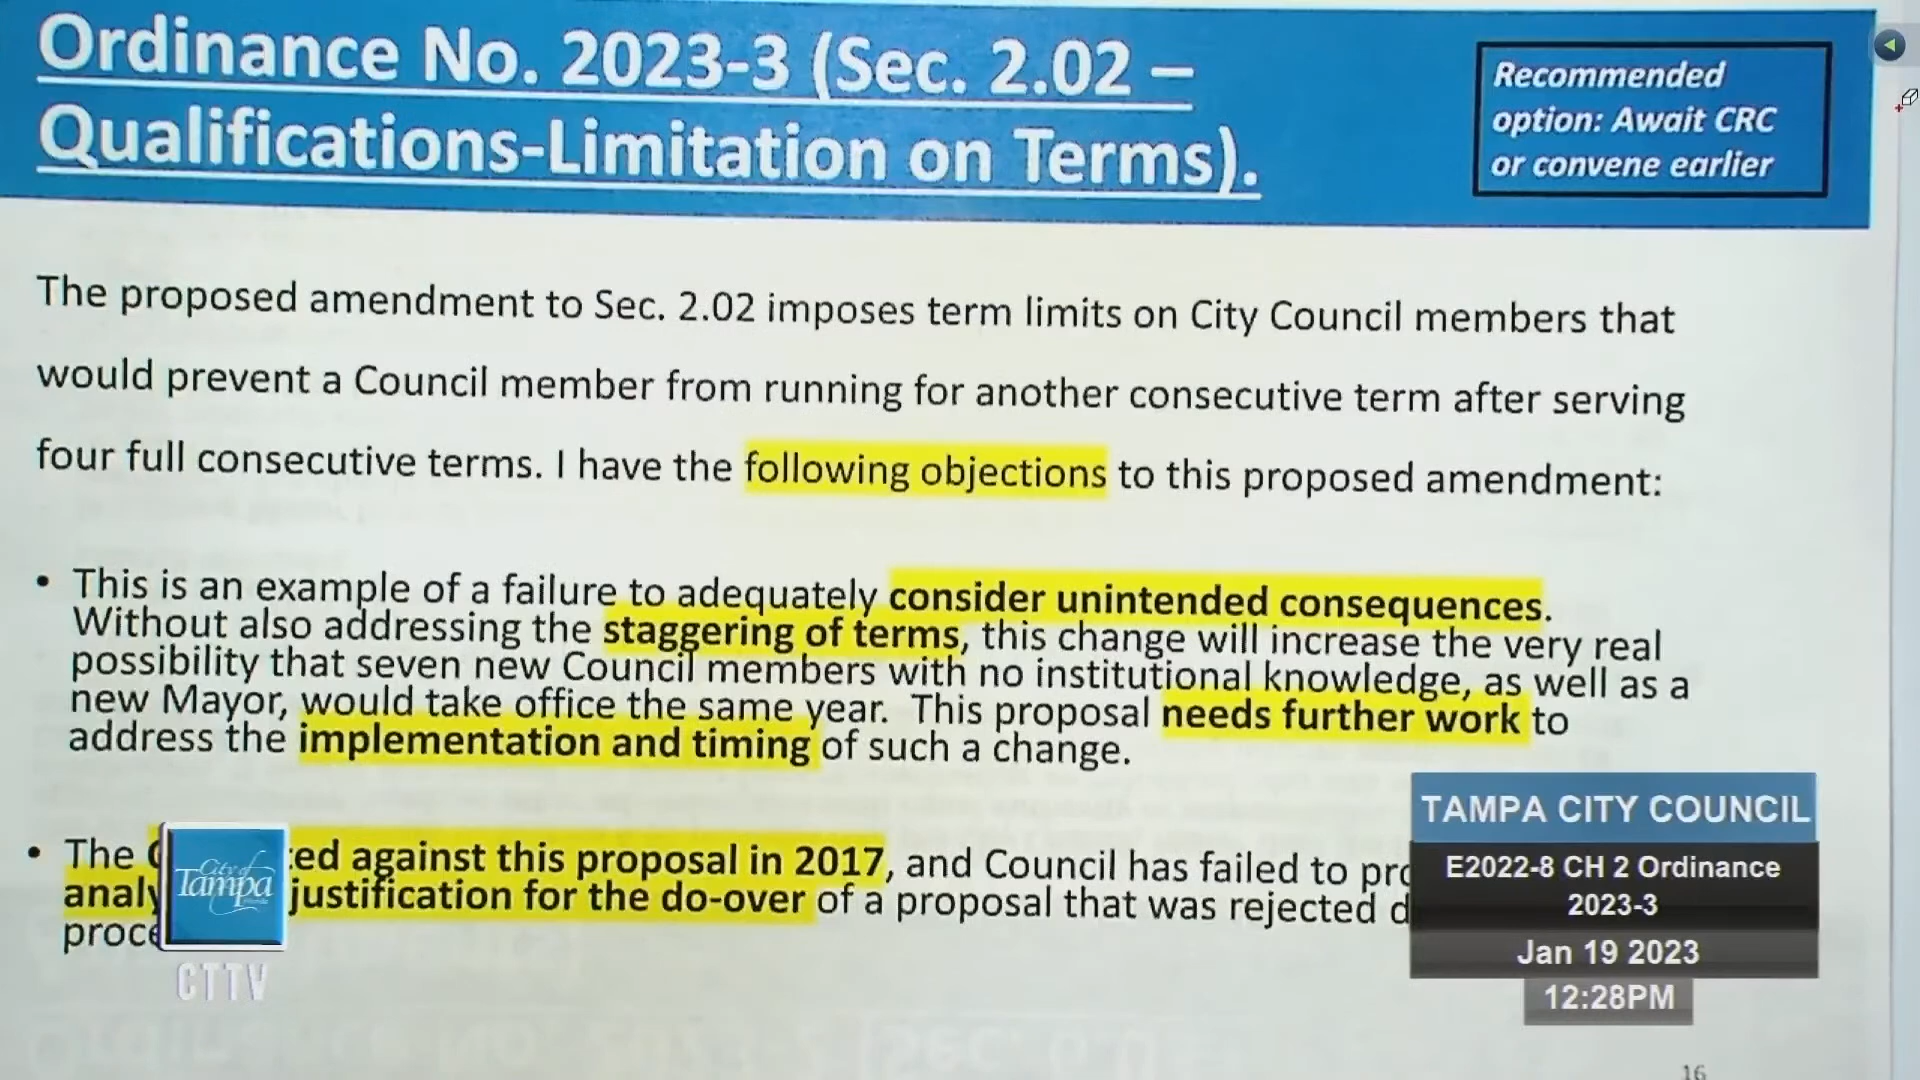 Ordinance No. 2023-3 (Sec. 2.02 –
Qualifications-Limitation on Terms).
Recommended
option: Await CRC
or convene earlier
The proposed amendment to Sec. 2.02 imposes term limits on City Council members that
would prevent a Council member from running for another consecutive term after serving
four full consecutive terms. I have the following objections to this proposed amendment:
• This is an example of a failure to adequately consider unintended consequences.
Without also addressing the staggering of terms, this change will increase the very real
possibility that seven new Council members with no institutional knowledge, as well as a
new Mayor, would take office the same year. This proposal needs further work to
address the implementation and timing of such a change.
• The ed against this proposal in 2017, and Council has failed to
justification for the do-over of a proposal that was rejected
City of
Tampa
CTTV
TAMPA CITY COUNCIL
E2022-8 CH 2 Ordinance
2023-3
Jan 19 2023
12:28PM
16